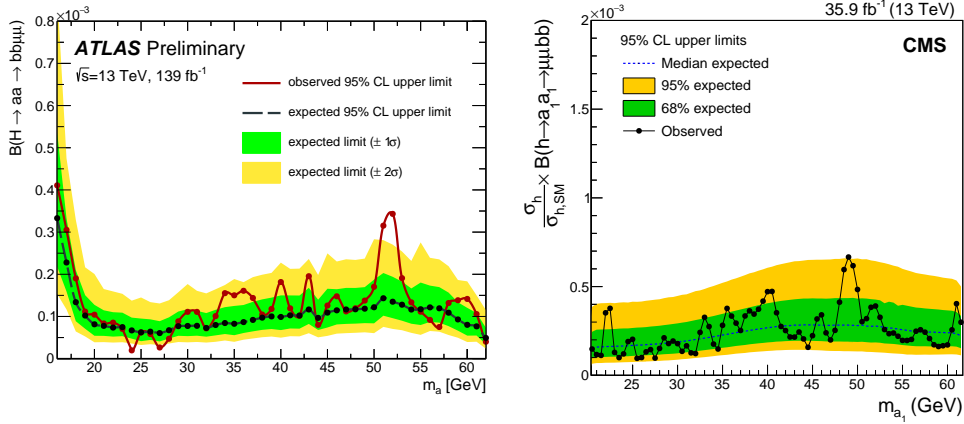 ×10⁻³
ATLAS Preliminary
√s=13 TeV, 139 fb⁻¹
observed 95% CL upper limit
expected 95% CL upper limit
expected limit (± 1σ)
expected limit (± 2σ)
B(H → aa → bbμμ)
0.8
0.7
0.6
0.5
0.4
0.3
0.2
0.1
0
20 25 30 35 40 45 50 55 60
mₐ [GeV]
×10⁻³
35.9 fb⁻¹ (13 TeV)
CMS
95% CL upper limits
Median expected
95% expected
68% expected
Observed
σₕ/σₕ,SM × B(h→a₁a₁→μμbb)
2
1.5
1
0.5
0
25 30 35 40 45 50 55 60
mₐ₁ (GeV)